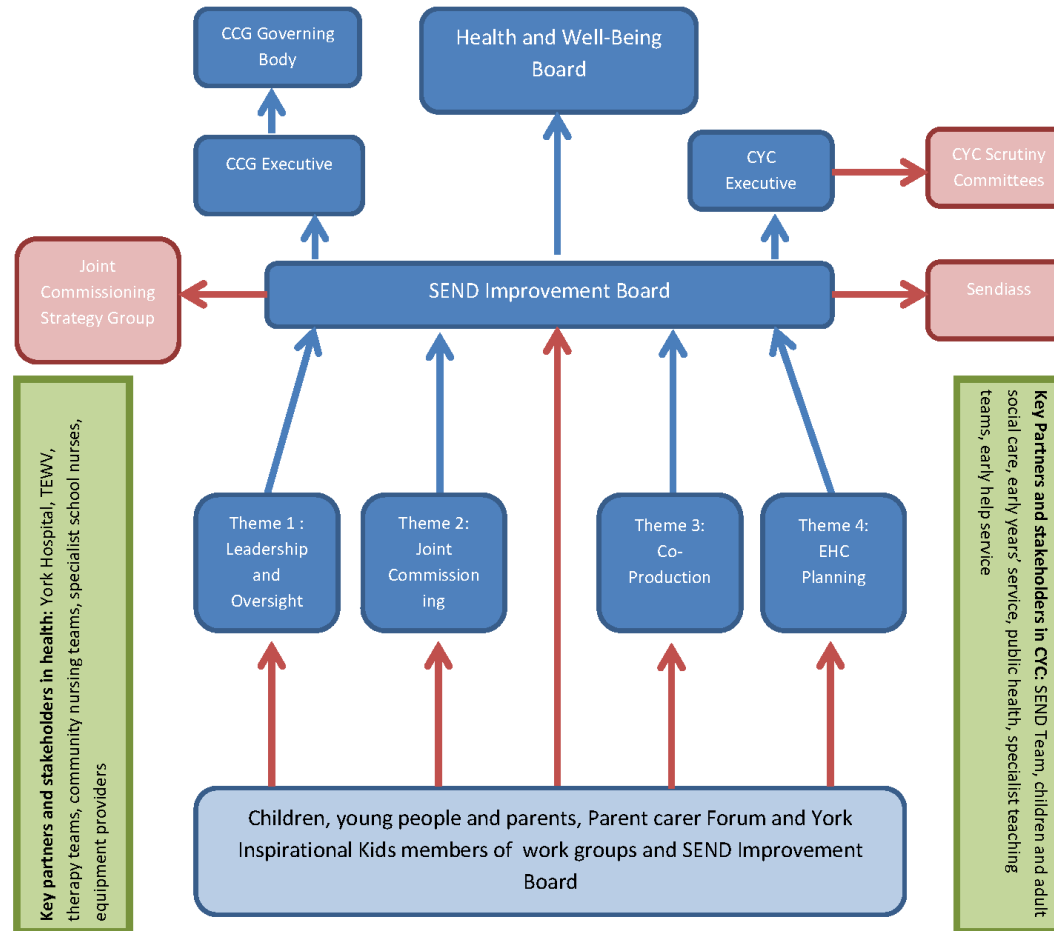 CCG Governing
Body
Health and Well-Being
Board
CCG Executive
CYC
Executive
CYC Scrutiny
Committees
Joint
Commissioning
Strategy Group
SEND Improvement Board
Sendiass
Key partners and stakeholders in health: York Hospital, TEWV,
therapy teams, community nursing teams, specialist school nurses,
equipment providers
Key Partners and stakeholders in CYC: SEND Team, children and adult
social care, early years’ service, public health, specialist teaching
teams, early help service
Theme 1 :
Leadership
and
Oversight
Theme 2:
Joint
Commission
ing
Theme 3:
Co-
Production
Theme 4:
EHC
Planning
Children, young people and parents, Parent carer Forum and York
Inspirational Kids members of work groups and SEND Improvement
Board